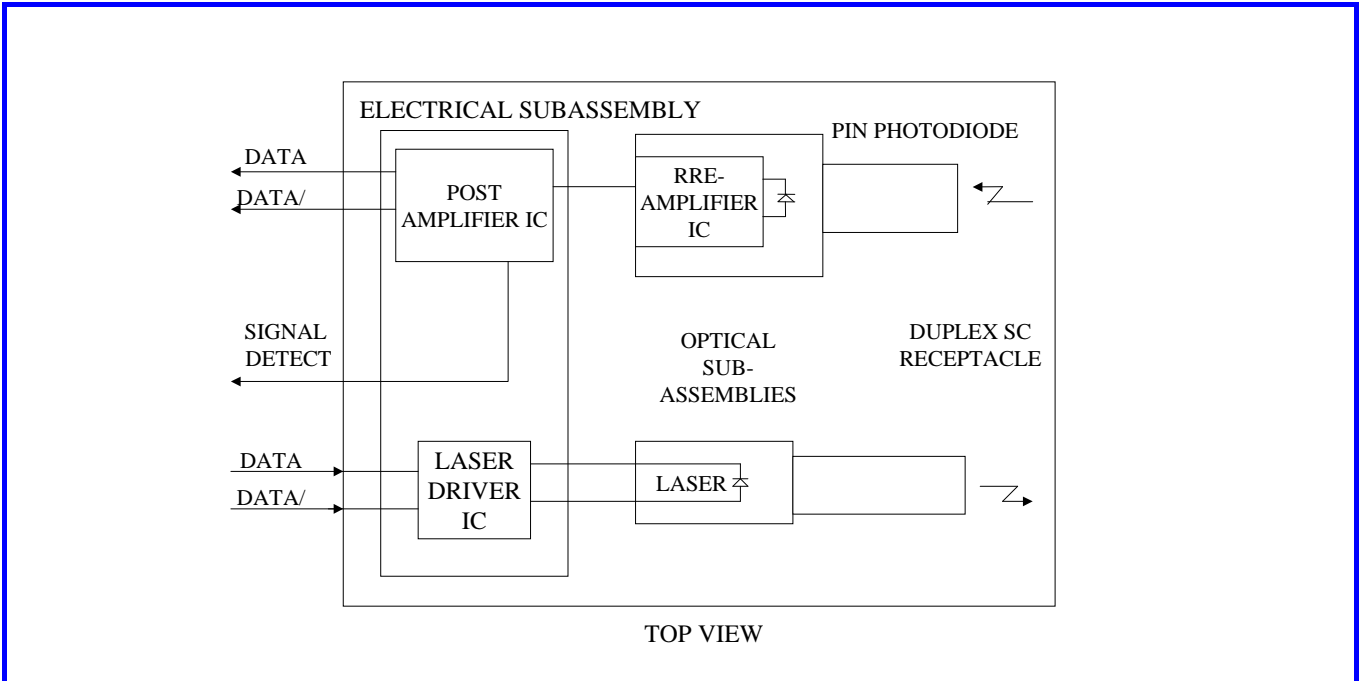 ELECTRICAL SUBASSEMBLY
PIN PHOTODIODE
DATA
DATA/
POST
AMPLIFIER IC
RRE-
AMPLIFIER
IC
SIGNAL
DETECT
OPTICAL
SUB-
ASSEMBLIES
DUPLEX SC
RECEPTACLE
DATA
DATA/
LASER
DRIVER
IC
LASER
TOP VIEW